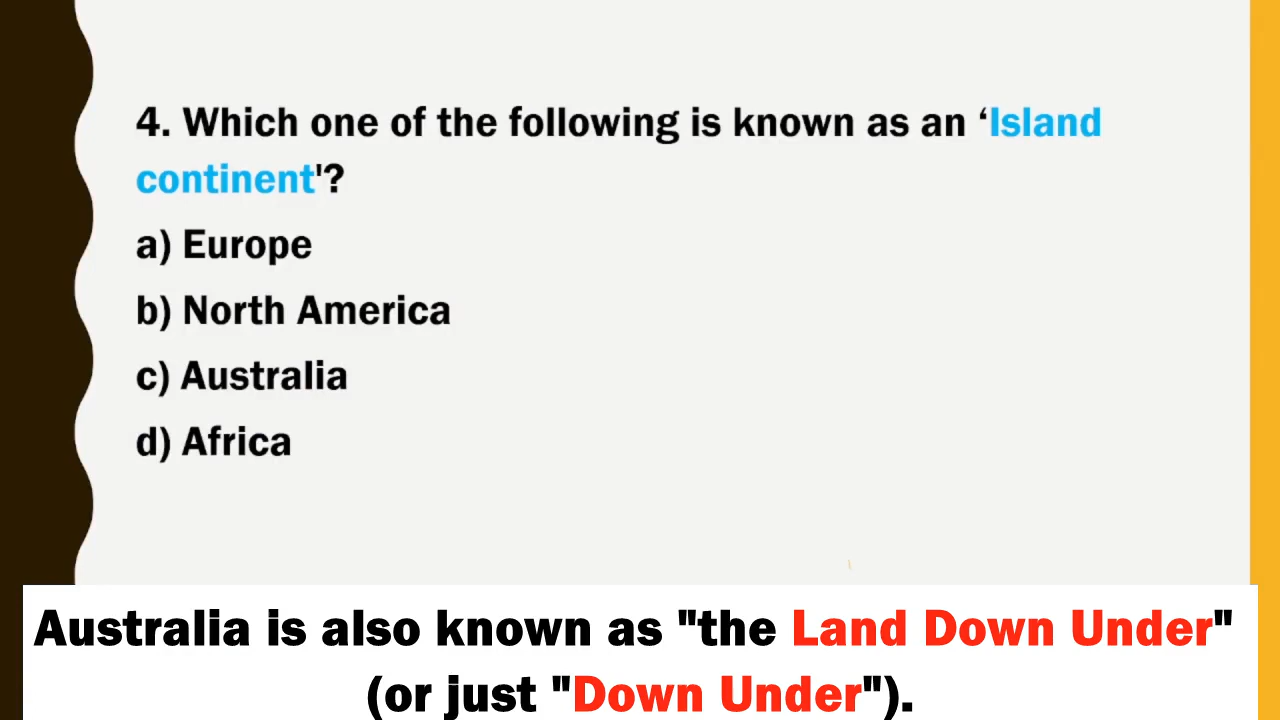 4. Which one of the following is known as an ‘Island
continent'?
a) Europe
b) North America
c) Australia
d) Africa
Australia is also known as "the Land Down Under"
(or just "Down Under").